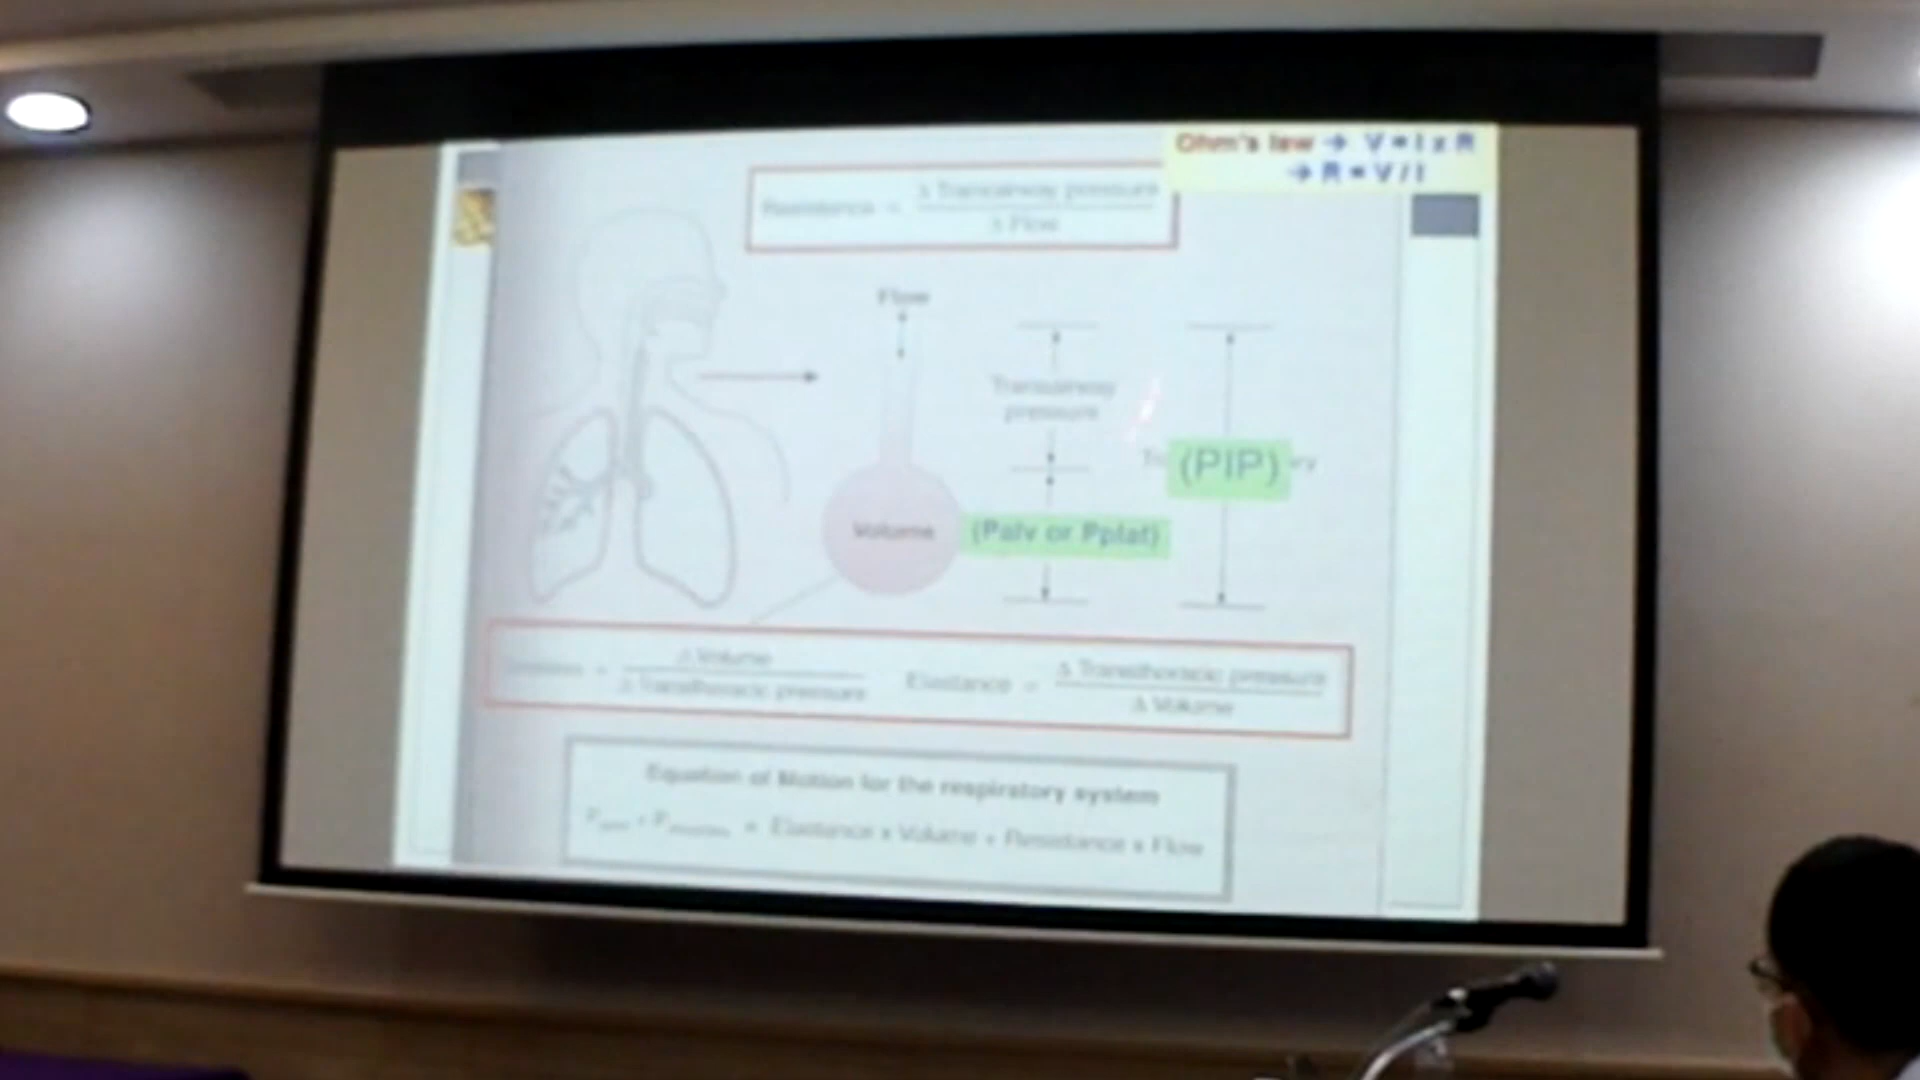 Ohm's law → V = I x R
→ R = V / I
Resistance = Δ Transairway pressure
Δ Flow
Flow
Transairway
pressure
(PIP)
Volume
(Palv or Pplat)
= Δ Volume
Δ Transthoracic pressure
Elastance = Δ Transthoracic pressure
Δ Volume
Equation of Motion for the respiratory system
= Elastance x Volume + Resistance x Flow